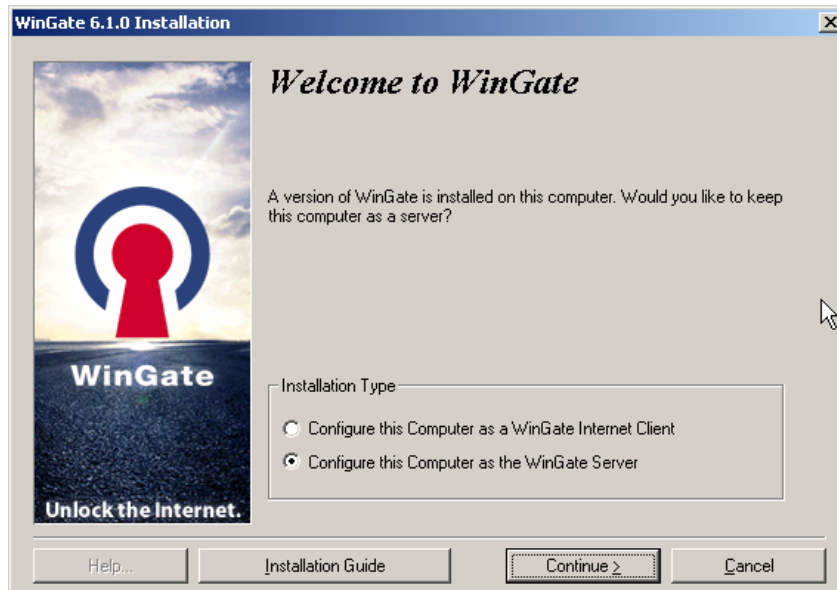 WinGate 6.1.0 Installation
Welcome to WinGate
A version of WinGate is installed on this computer. Would you like to keep
this computer as a server?
WinGate
Unlock the Internet.
Installation Type
Configure this Computer as a WinGate Internet Client
Configure this Computer as the WinGate Server
Help...
Installation Guide
Continue >
Cancel